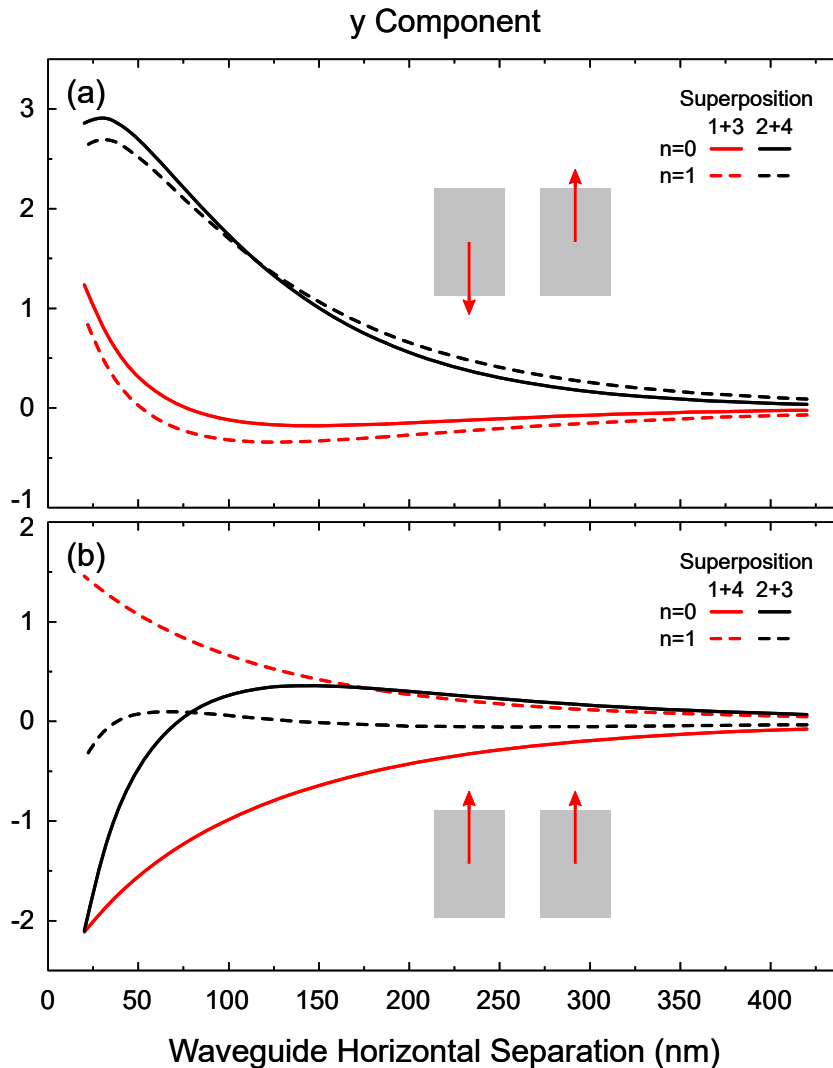 y Component
(a)
Superposition
1+3 2+4
n=0
n=1
3
2
1
0
-1
(b)
Superposition
1+4 2+3
n=0
n=1
2
1
0
-1
-2
0 50 100 150 200 250 300 350 400
Waveguide Horizontal Separation (nm)